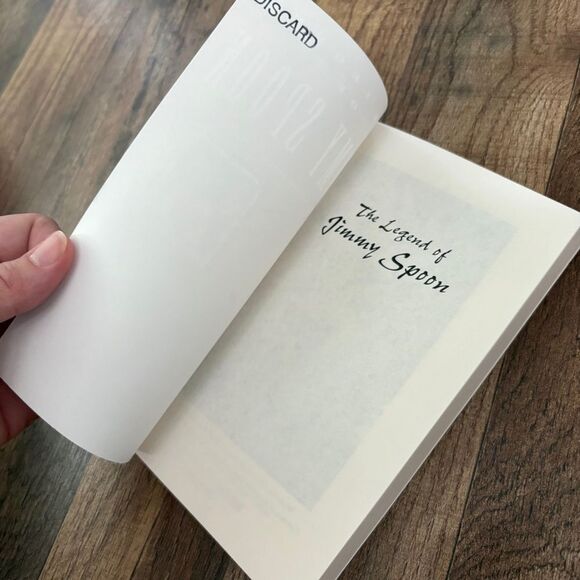 DISCARD
The Legend of
Jimmy Spoon